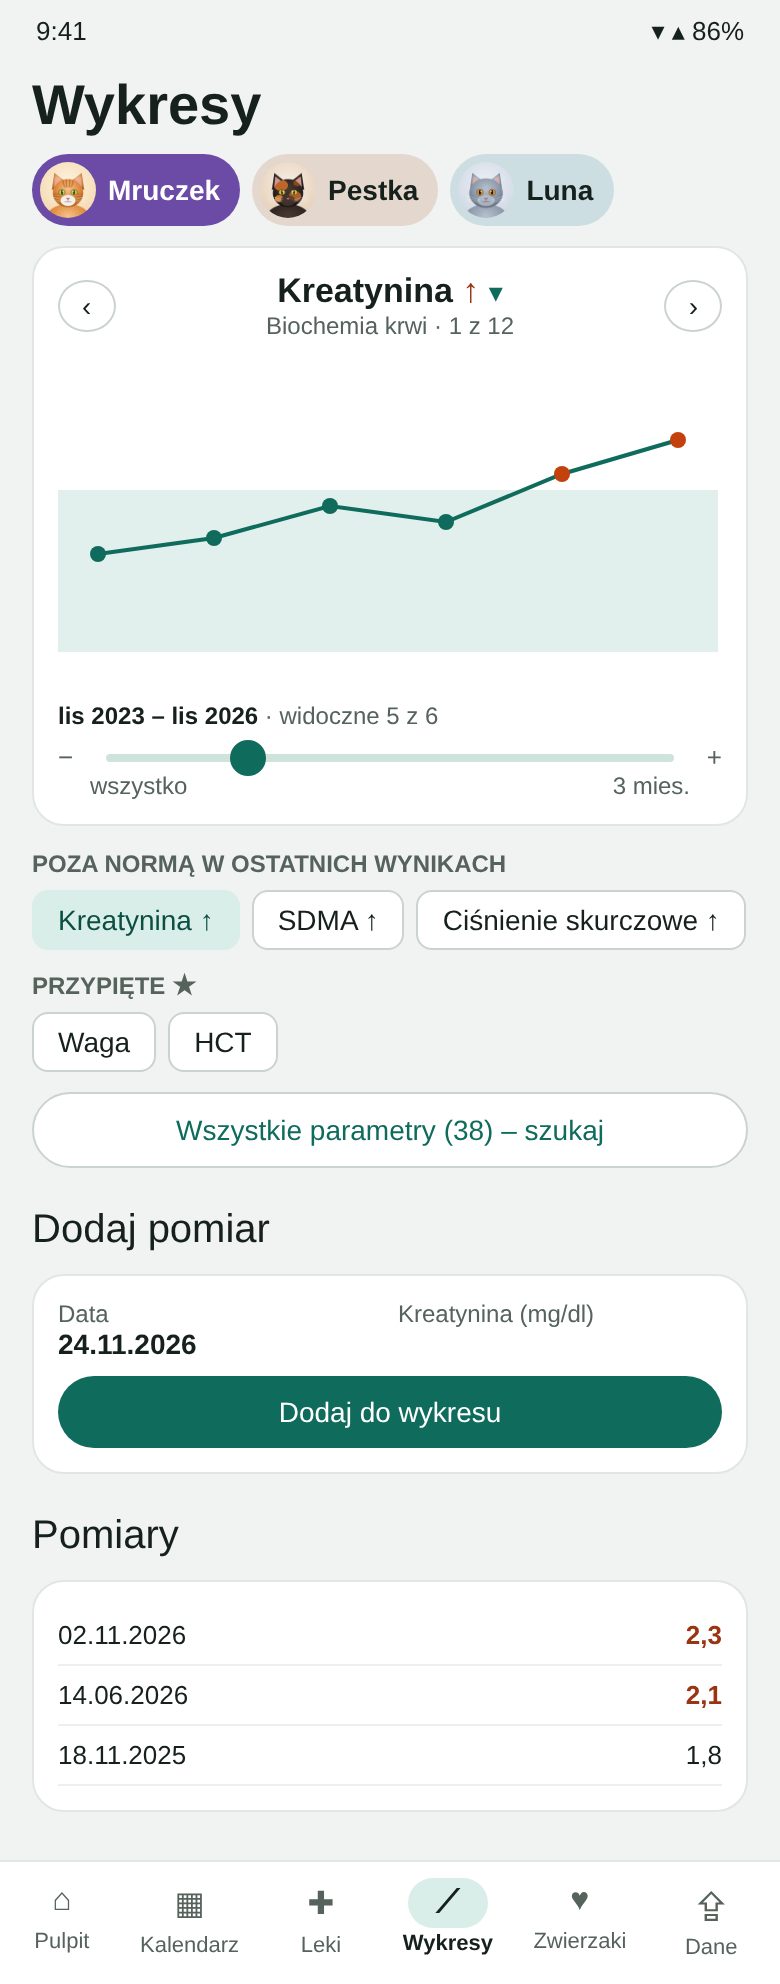 9:41
▾ ▴ 86%
Wykresy
Mruczek
Pestka
Luna
‹
Kreatynina ↑ ▾
›
Biochemia krwi · 1 z 12
lis 2023 – lis 2026 · widoczne 5 z 6
− +
wszystko
3 mies.
POZA NORMĄ W OSTATNICH WYNIKACH
Kreatynina ↑
SDMA ↑
Ciśnienie skurczowe ↑
PRZYPIĘTE ★
Waga
HCT
Wszystkie parametry (38) – szukaj
Dodaj pomiar
Data
Kreatynina (mg/dl)
24.11.2026
Dodaj do wykresu
Pomiary
02.11.2026 2,3
14.06.2026 2,1
18.11.2025 1,8
Pulpit
Kalendarz
Leki
Wykresy
Zwierzaki
Dane